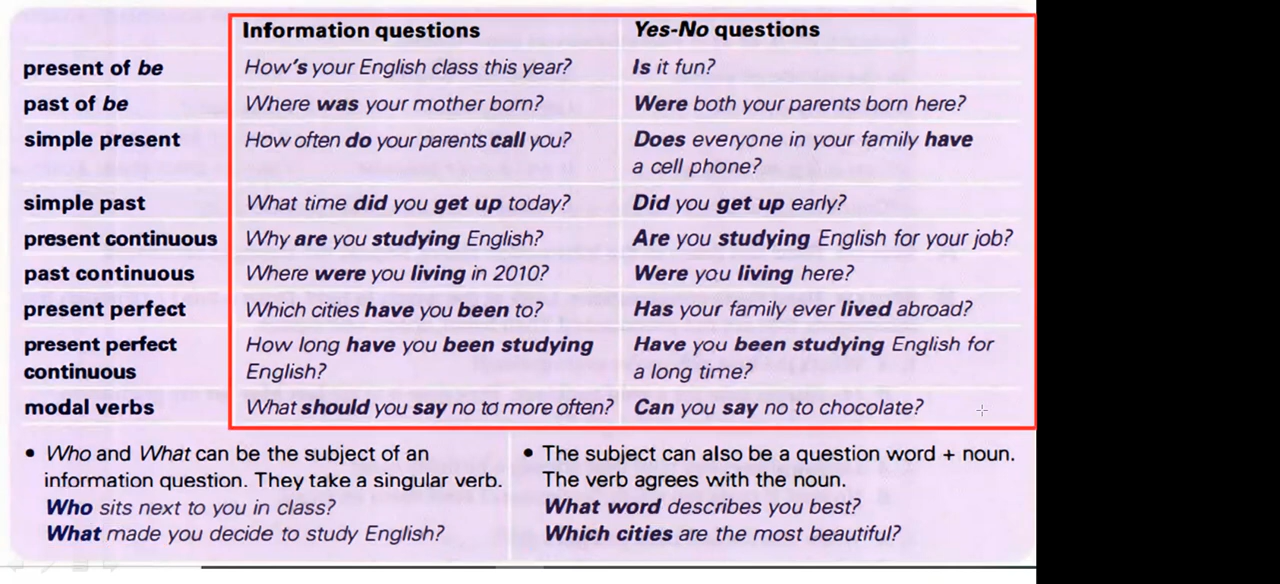 Information questions Yes-No questions
present of be How's your English class this year? Is it fun?
past of be Where was your mother born? Were both your parents born here?
simple present How often do your parents call you? Does everyone in your family have
a cell phone?
simple past What time did you get up today? Did you get up early?
present continuous Why are you studying English? Are you studying English for your job?
past continuous Where were you living in 2010? Were you living here?
present perfect Which cities have you been to? Has your family ever lived abroad?
present perfect How long have you been studying Have you been studying English for
continuous English? a long time?
modal verbs What should you say no to more often? Can you say no to chocolate?
• Who and What can be the subject of an
information question. They take a singular verb.
Who sits next to you in class?
What made you decide to study English?
• The subject can also be a question word + noun.
The verb agrees with the noun.
What word describes you best?
Which cities are the most beautiful?